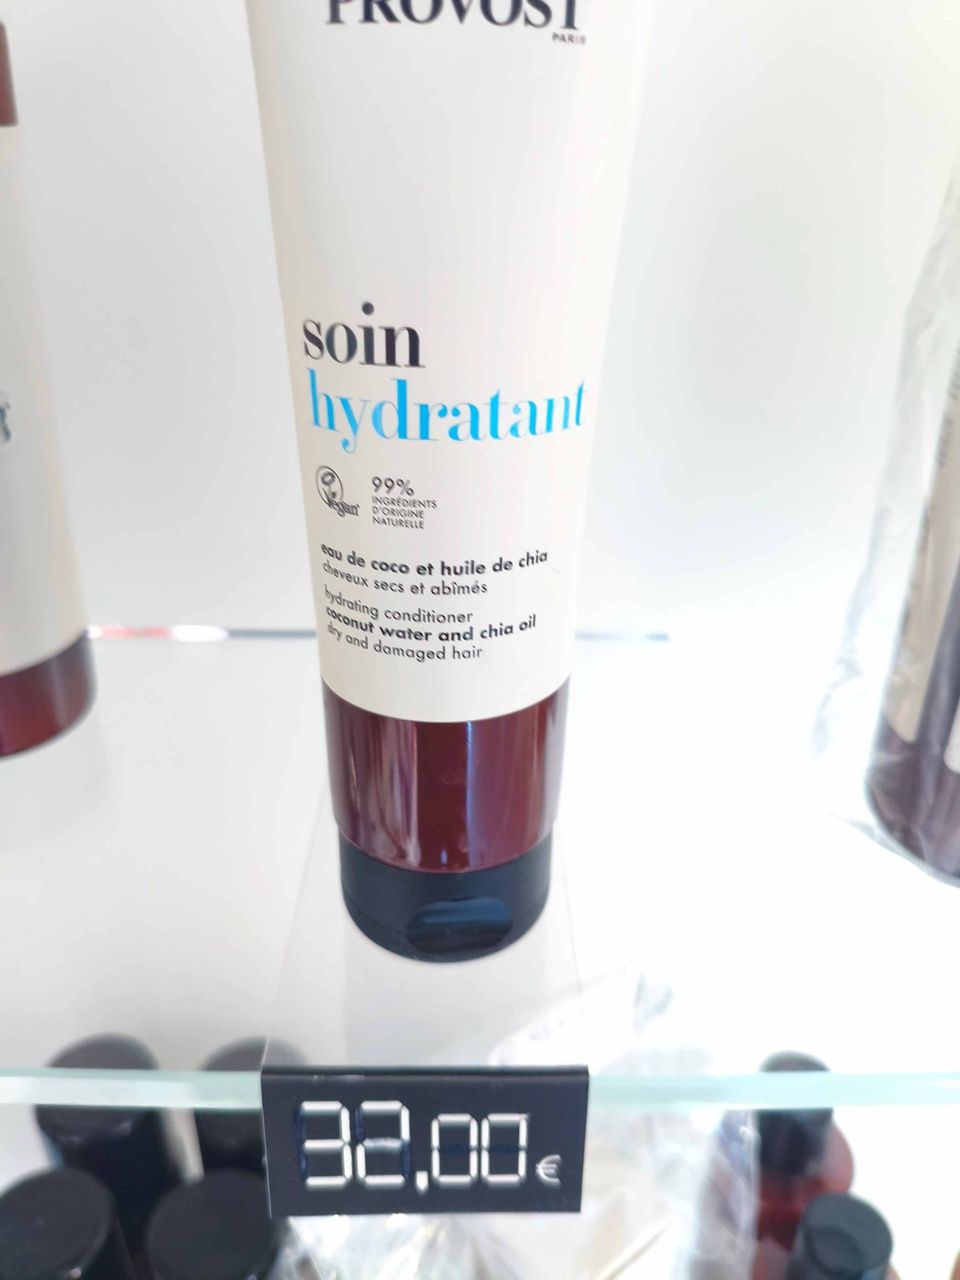 PROVOST
PARIS
soin
hydratant
Vegan
99%
INGRÉDIENTS
D'ORIGINE
NATURELLE
eau de coco et huile de chia
cheveux secs et abîmés
hydrating conditioner
coconut water and chia oil
dry and damaged hair
32,00€